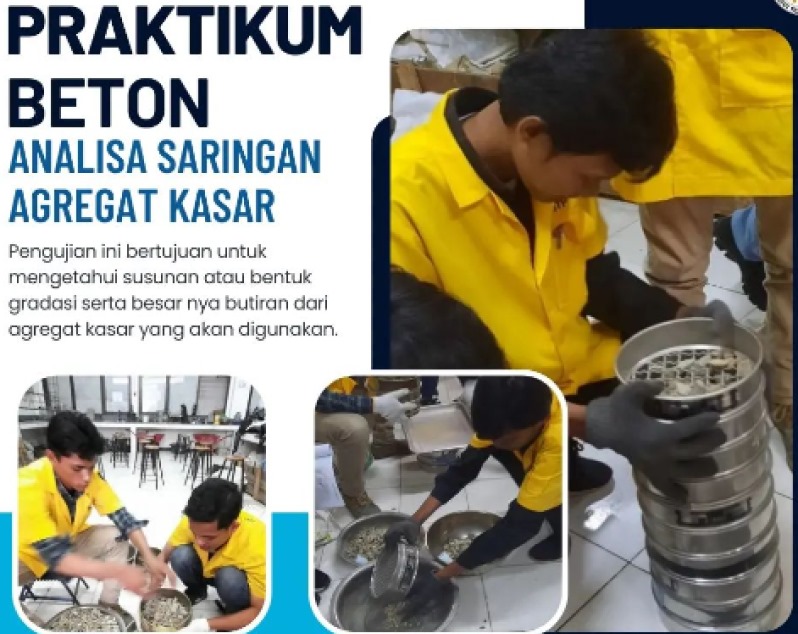 PRAKTIKUM
BETON
ANALISA SARINGAN
AGREGAT KASAR
Pengujian ini bertujuan untuk
mengetahui susunan atau bentuk
gradasi serta besar nya butiran dari
agregat kasar yang akan digunakan.